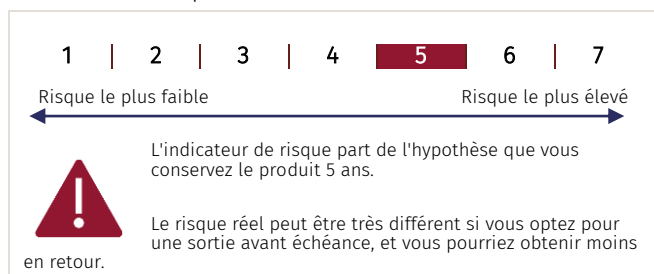 1 | 2 | 3 | 4 5 6 | 7
Risque le plus faible Risque le plus élevé
L'indicateur de risque part de l'hypothèse que vous
conservez le produit 5 ans.
Le risque réel peut être très différent si vous optez pour
une sortie avant échéance, et vous pourriez obtenir moins
en retour.